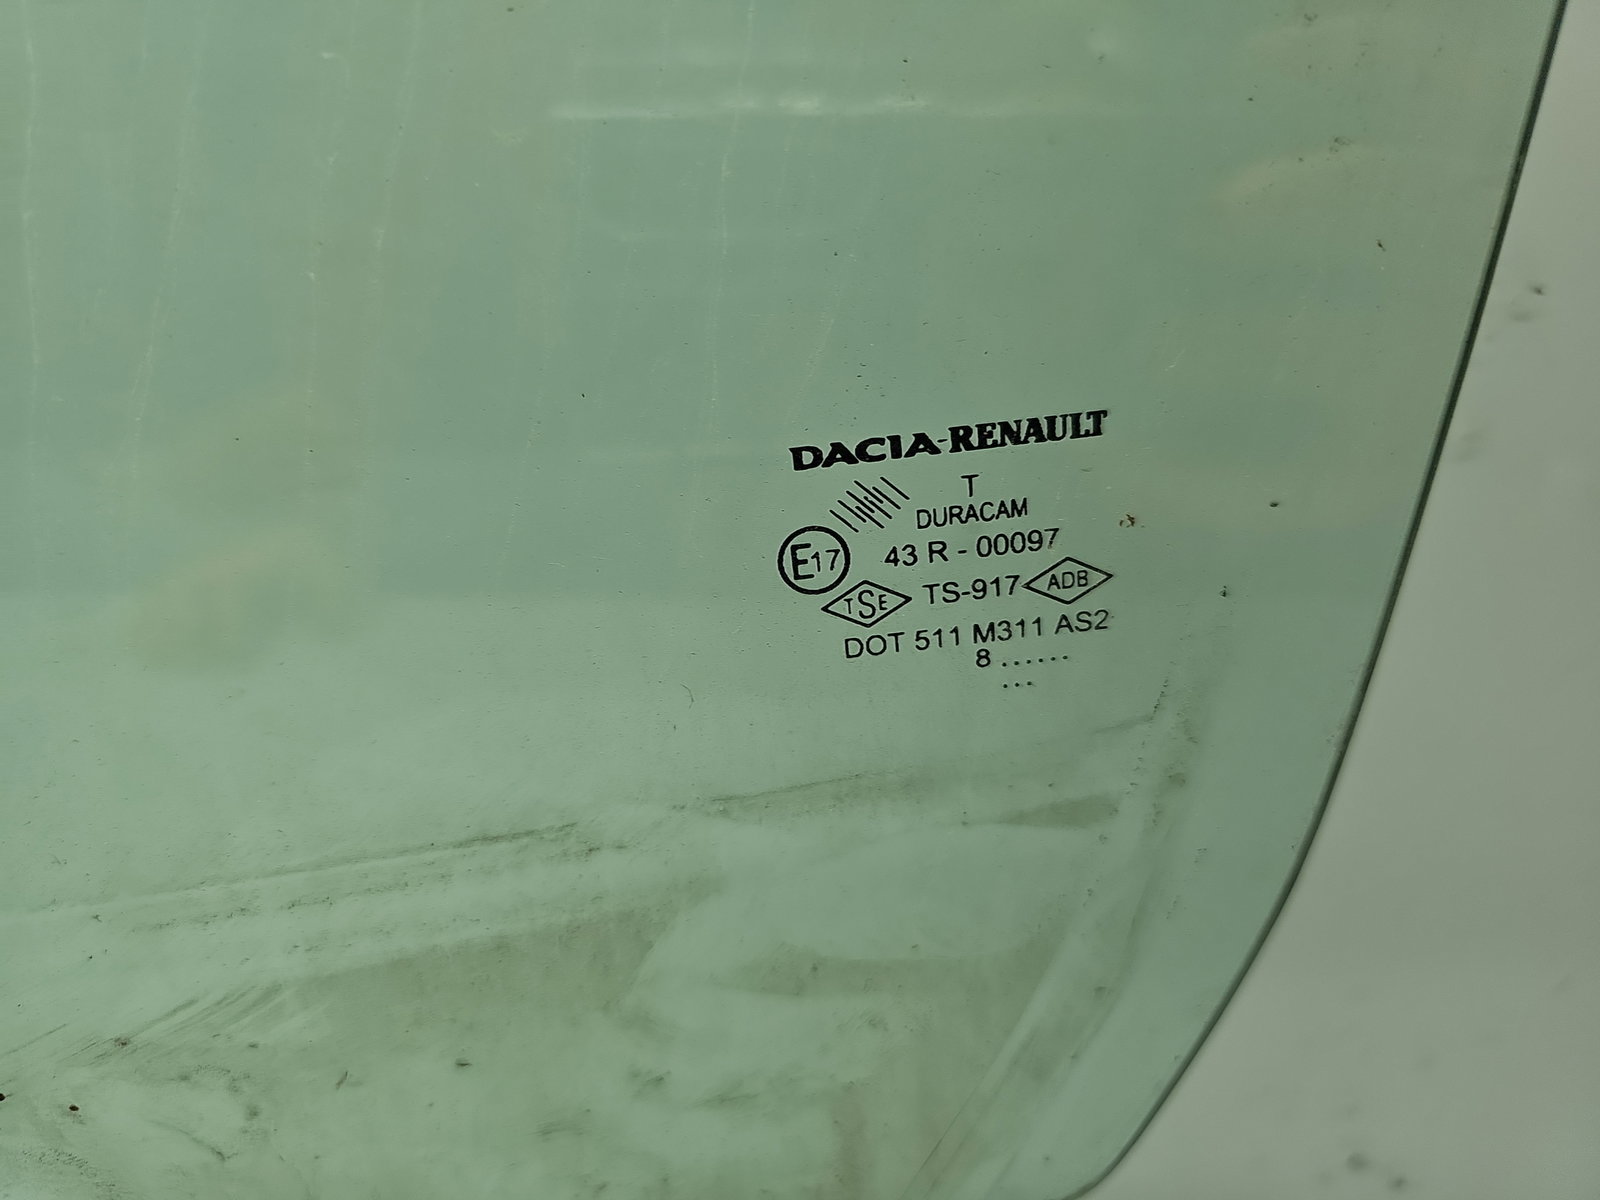 DACIA-RENAULT
T
DURACAM
E17 43 R - 00097
TSE TS-917 ADB
DOT 511 M311 AS2
8 ......
...